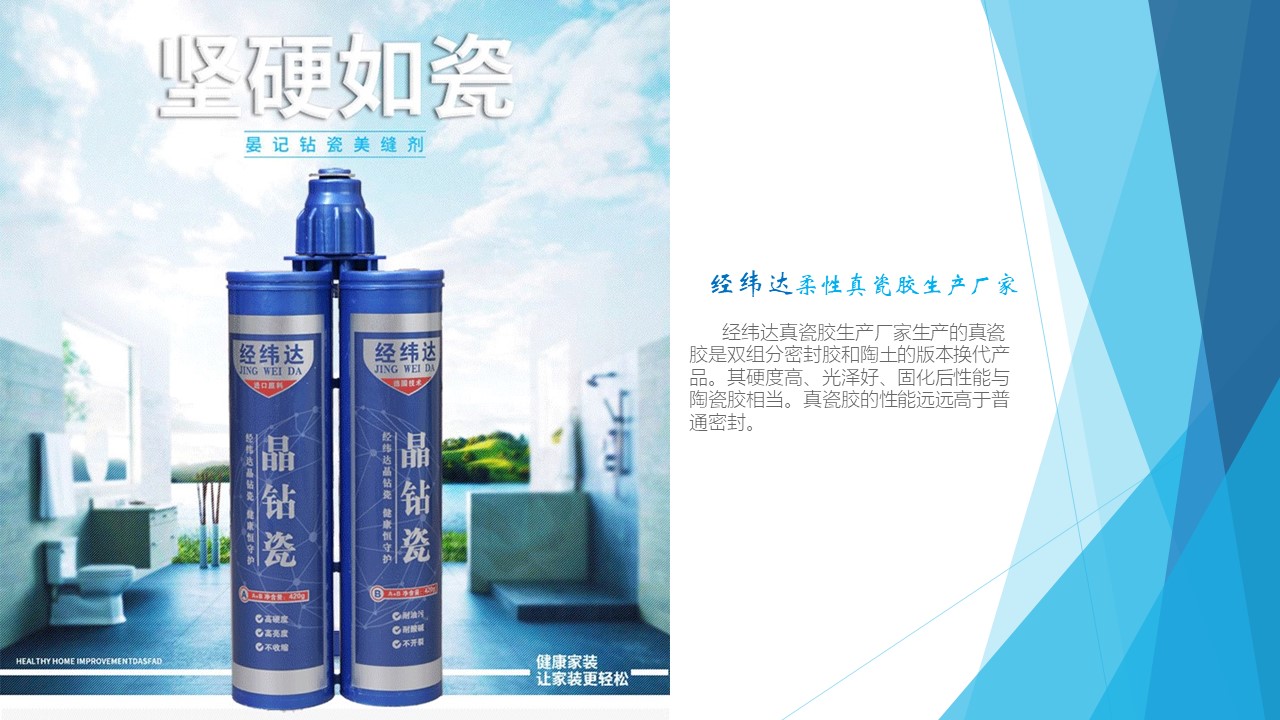 坚硬如瓷
晏记钻瓷美缝剂
经纬达
JING WEI DA
进口颜料
经纬达晶钻瓷 健康恒守护
晶钻瓷
A A+B 净含量:420g
高硬度
高亮度
不收缩
经纬达
JING WEI DA
德国技术
经纬达晶钻瓷 健康恒守护
晶钻瓷
B A+B 净含量:420g
耐油污
耐酸碱
不开裂
HEALTHY HOME IMPROVEMENTDASFAD
健康家装
让家装更轻松
经纬达柔性真瓷胶生产厂家
经纬达真瓷胶生产厂家生产的真瓷
胶是双组分密封胶和陶土的版本换代产
品。其硬度高、光泽好、固化后性能与
陶瓷胶相当。真瓷胶的性能远远高于普
通密封。